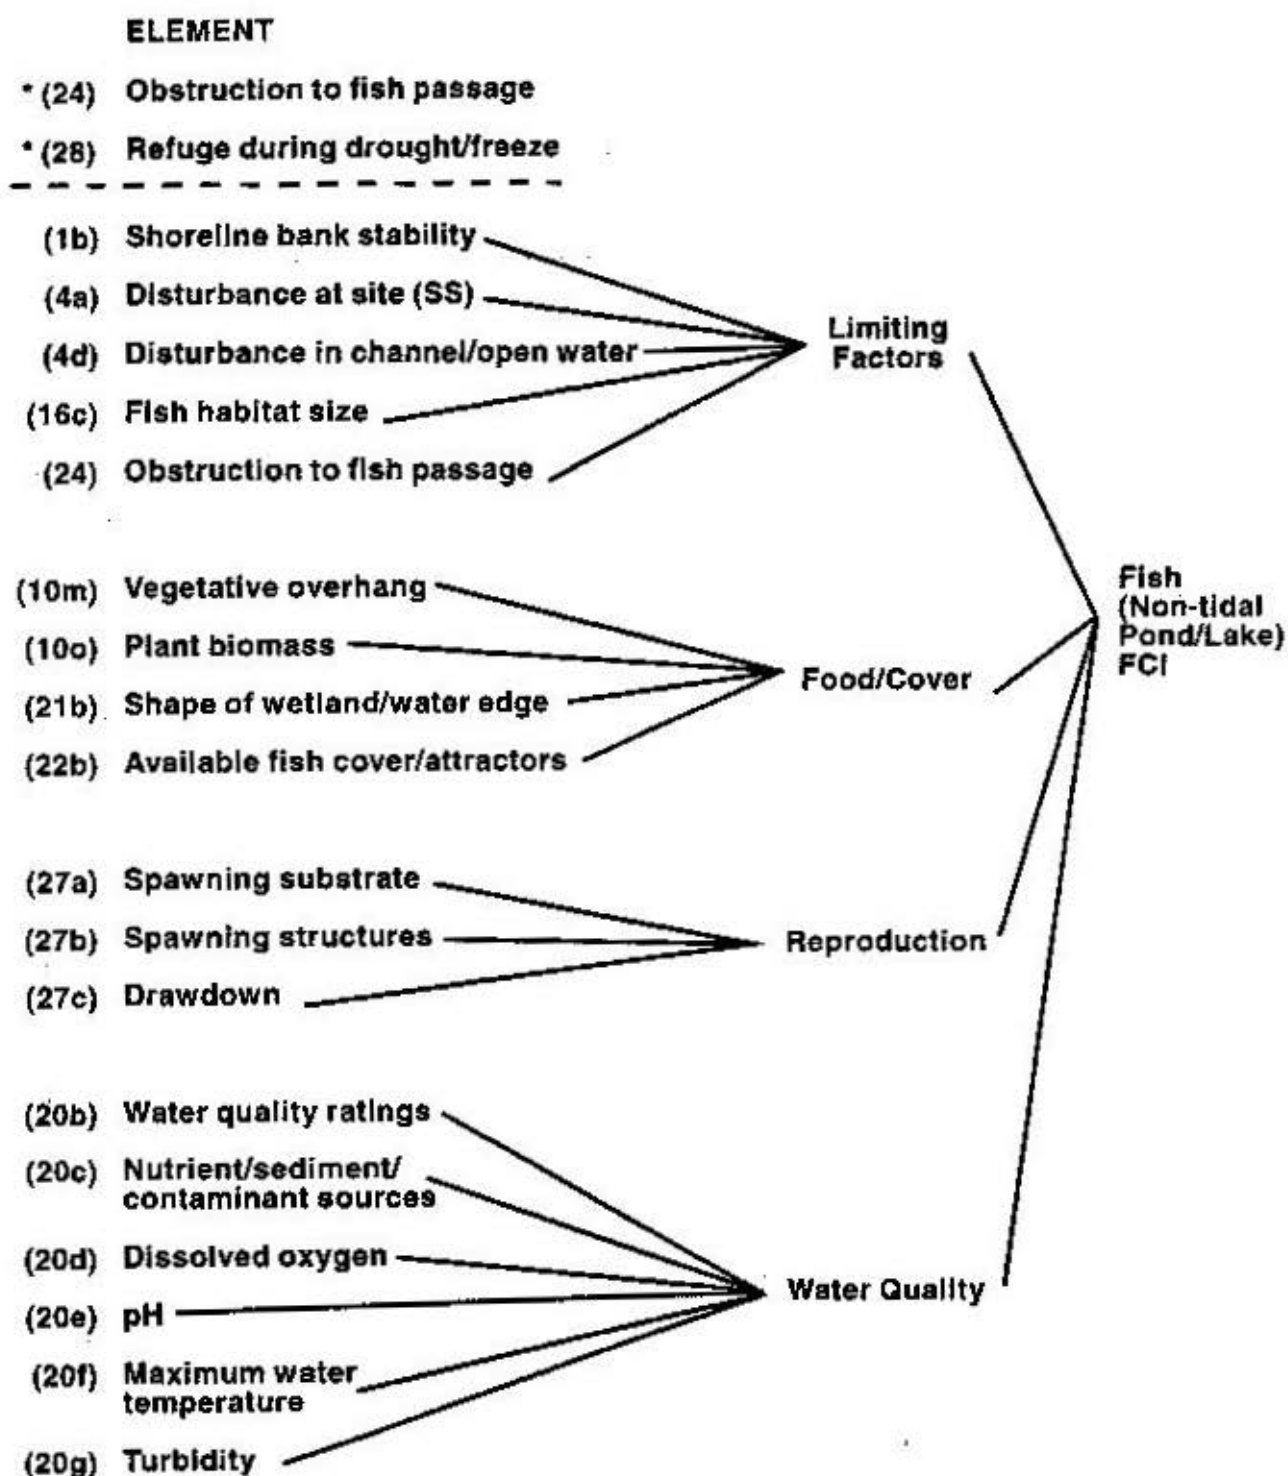 ELEMENT
* (24) Obstruction to fish passage
* (28) Refuge during drought/freeze
(1b) Shoreline bank stability
(4a) Disturbance at site (SS)
(4d) Disturbance in channel/open water
(16c) Fish habitat size
(24) Obstruction to fish passage
Limiting
Factors
(10m) Vegetative overhang
(10o) Plant biomass
(21b) Shape of wetland/water edge
(22b) Available fish cover/attractors
Food/Cover
(27a) Spawning substrate
(27b) Spawning structures
(27c) Drawdown
Reproduction
(20b) Water quality ratings
(20c) Nutrient/sediment/
contaminant sources
(20d) Dissolved oxygen
(20e) pH
(20f) Maximum water
temperature
(20g) Turbidity
Water Quality
Fish
(Non-tidal
Pond/Lake)
FCI